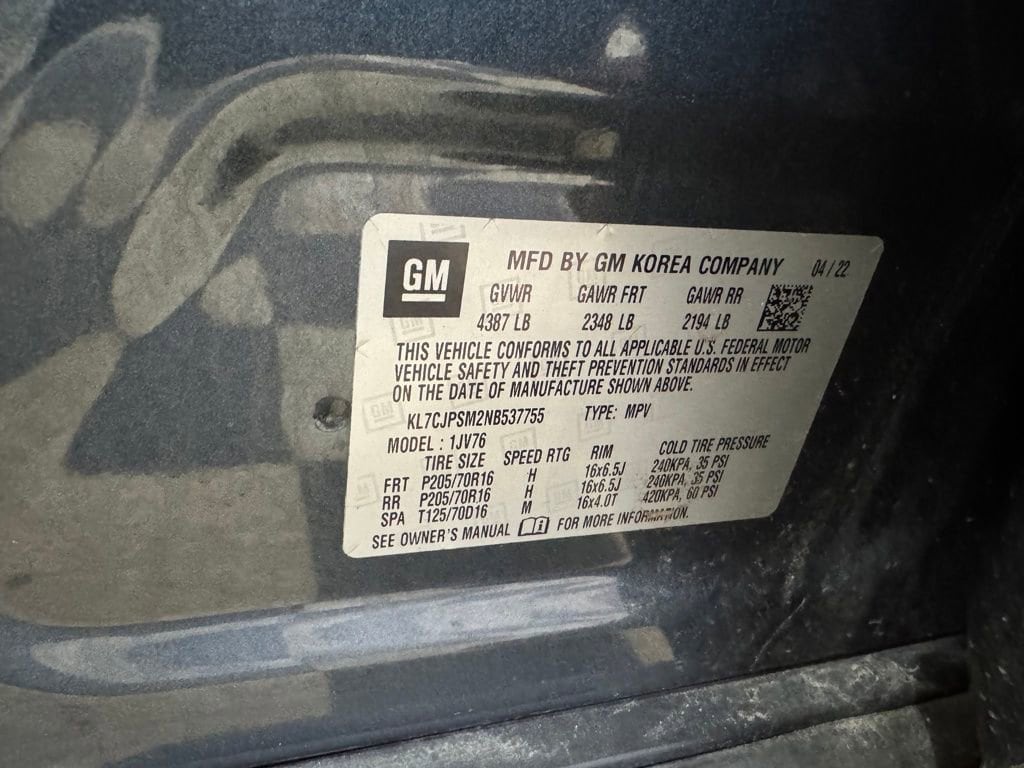 GM
MFD BY GM KOREA COMPANY 04/22
GVWR GAWR FRT GAWR RR
4387 LB 2348 LB 2194 LB
THIS VEHICLE CONFORMS TO ALL APPLICABLE U.S. FEDERAL MOTOR
VEHICLE SAFETY AND THEFT PREVENTION STANDARDS IN EFFECT
ON THE DATE OF MANUFACTURE SHOWN ABOVE.
KL7CJPSM2NB537755 TYPE: MPV
MODEL : 1JV76
TIRE SIZE SPEED RTG RIM COLD TIRE PRESSURE
FRT P205/70R16 H 16x6.5J 240KPA, 35 PSI
RR P205/70R16 H 16x6.5J 240KPA, 35 PSI
SPA T125/70D16 M 16x4.0T 420KPA, 60 PSI
SEE OWNER'S MANUAL FOR MORE INFORMATION.